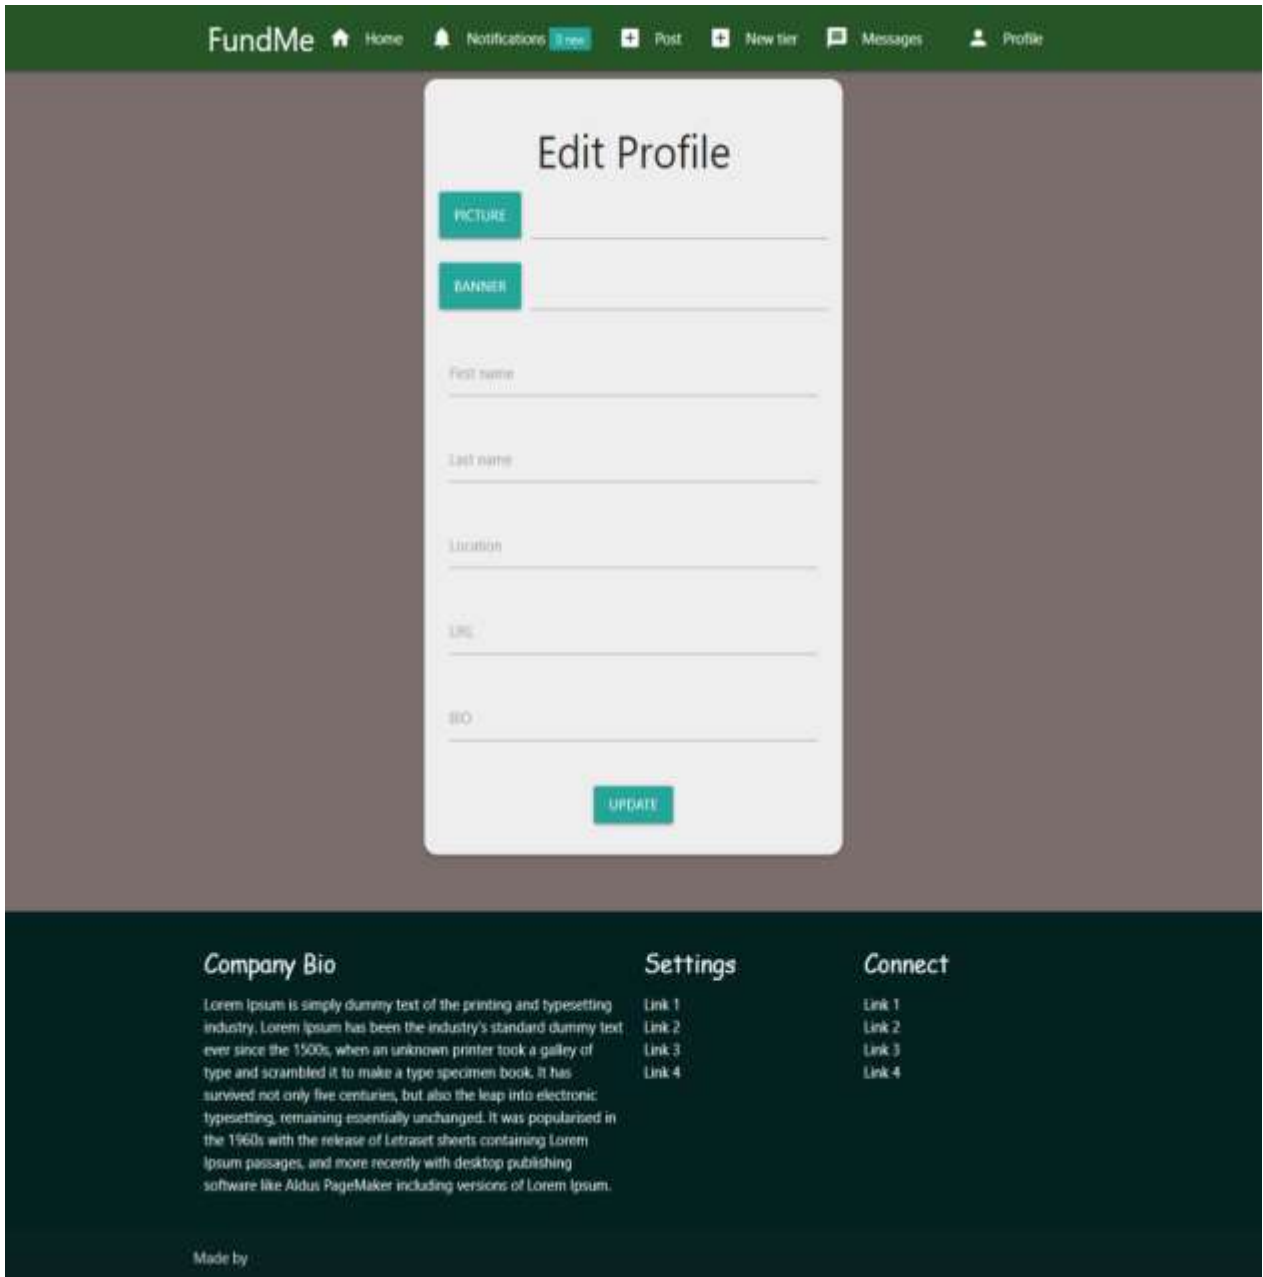 FundMe Home Notifications new Post New tier Messages Profile
Edit Profile
PICTURE
BANNER
First name
Last name
Location
URL
BIO
UPDATE
Company Bio
Lorem Ipsum is simply dummy text of the printing and typesetting
industry. Lorem Ipsum has been the industry's standard dummy text
ever since the 1500s, when an unknown printer took a galley of
type and scrambled it to make a type specimen book. It has
survived not only five centuries, but also the leap into electronic
typesetting, remaining essentially unchanged. It was popularised in
the 1960s with the release of Letraset sheets containing Lorem
Ipsum passages, and more recently with desktop publishing
software like Aldus PageMaker including versions of Lorem Ipsum.
Settings
Link 1
Link 2
Link 3
Link 4
Connect
Link 1
Link 2
Link 3
Link 4
Made by